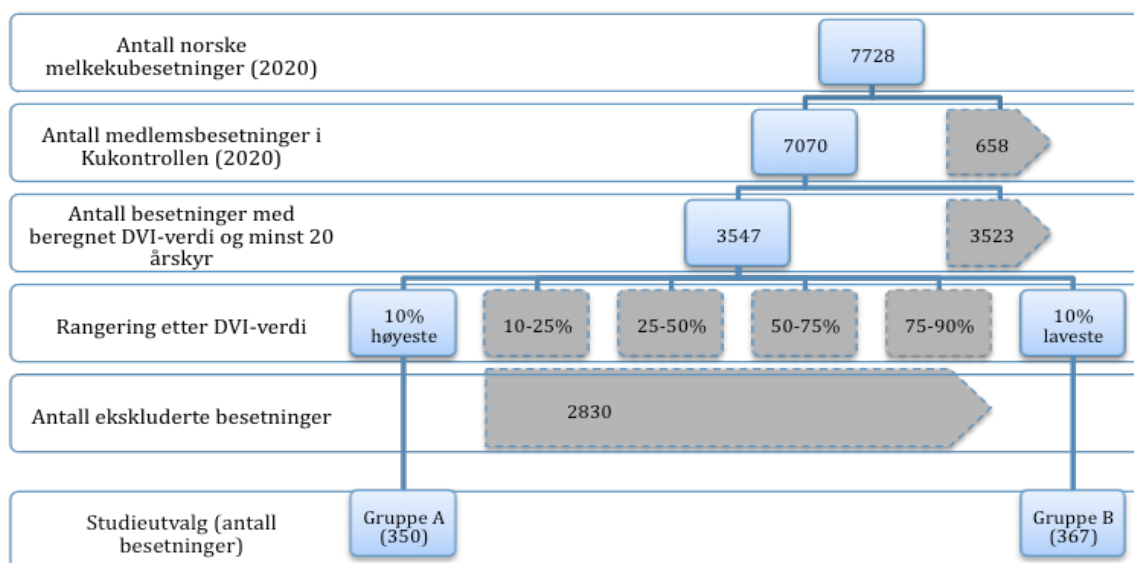 Antall norske
melkekubesetninger (2020)
7728
Antall medlemsbesetninger i
Kukontrollen (2020)
7070
658
Antall besetninger med
beregnet DVI-verdi og minst 20
årskyr
3547
3523
Rangering etter DVI-verdi
10%
høyeste
10-25%
25-50%
50-75%
75-90%
10%
laveste
Antall ekskluderte besetninger
2830
Studieutvalg (antall
besetninger)
Gruppe A
(350)
Gruppe B
(367)